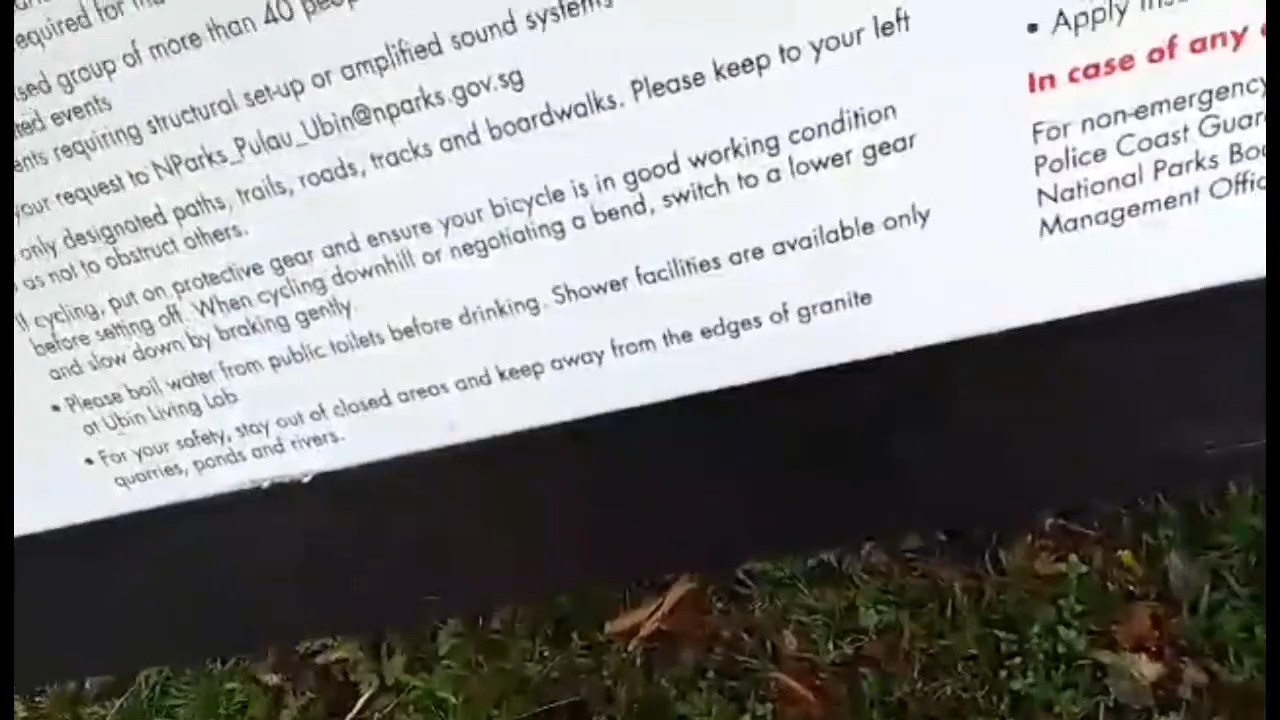 equired for
sed group of more than 40
ted events
ents requiring structural set-up or amplified sound systems
your request to NParks_Pulau_Ubin@nparks.gov.sg
only designated paths, trails, roads, tracks and boardwalks. Please keep to your left
as not to obstruct others.
cycling, put on protective gear and ensure your bicycle is in good working condition
before setting off. When cycling downhill or negotiating a bend, switch to a lower gear
and slow down by braking gently.
• Please boil water from public toilets before drinking. Shower facilities are available only
at Ubin Living Lab
• For your safety, stay out of closed areas and keep away from the edges of granite
quarries, ponds and rivers.
• Apply
In case of any
For non-emergency
Police Coast Guar
National Parks Bo
Management Offic